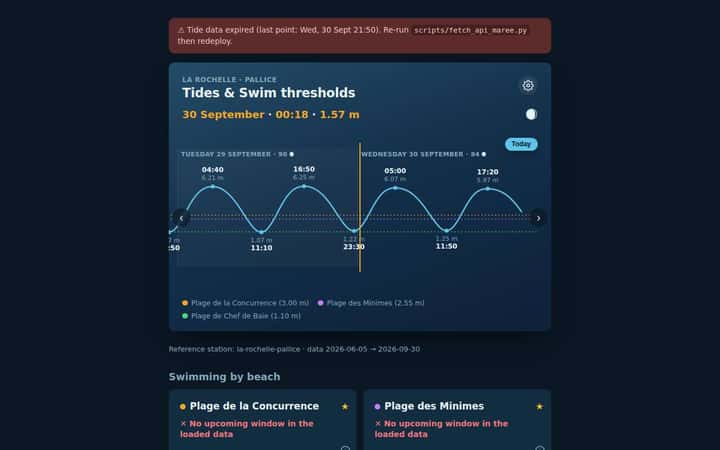 ⚠ Tide data expired (last point: Wed, 30 Sept 21:50). Re-run scripts/fetch_api_maree.py
then redeploy.
LA ROCHELLE - PALLICE
Tides & Swim thresholds
30 September · 00:18 · 1.57 m
Today
TUESDAY 29 SEPTEMBER · 96
WEDNESDAY 30 SEPTEMBER · 94
04:40
6.21 m
16:50
6.25 m
05:00
6.07 m
17:20
5.97 m
‹
›
7 m
:50
1.07 m
11:10
1.22 m
23:30
1.25 m
11:50
Plage de la Concurrence (3.00 m)
Plage des Minimes (2.55 m)
Plage de Chef de Baie (1.10 m)
Reference station: la-rochelle-pallice · data 2026-06-05 → 2026-09-30
Swimming by beach
Plage de la Concurrence ★
✕ No upcoming window in the
loaded data
Plage des Minimes ★
✕ No upcoming window in the
loaded data